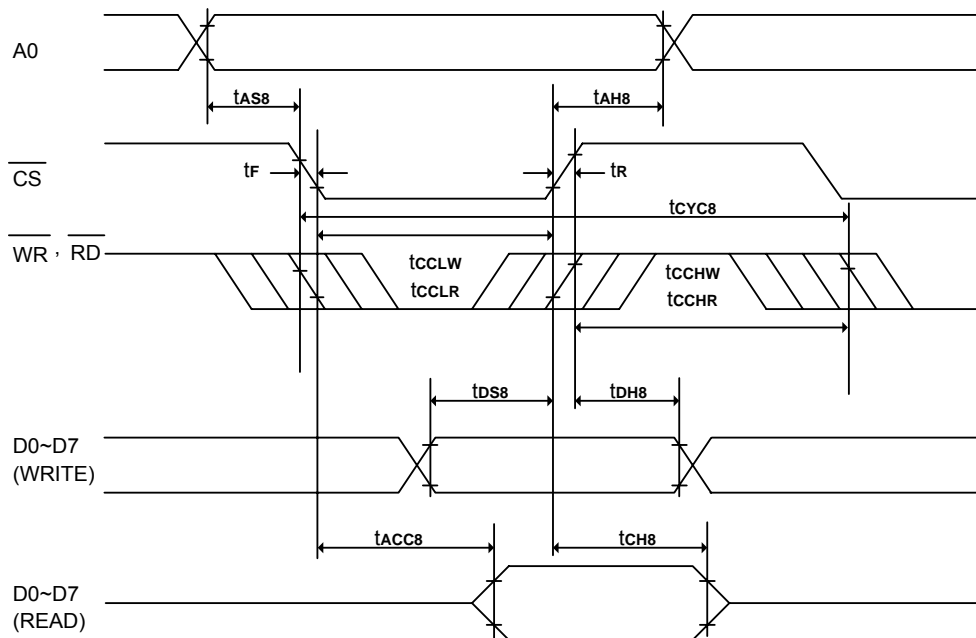 A0
tAS8 tAH8
CS
tF tR
tCYC8
WR , RD
tCCLW tCCHW
tCCLR tCCHR
tDS8 tDH8
D0~D7
(WRITE)
tACC8 tCH8
D0~D7
(READ)